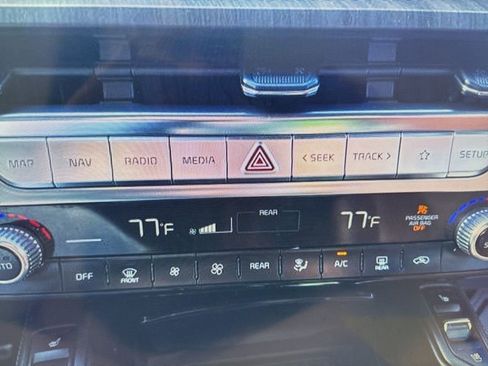 MAP NAV RADIO MEDIA < SEEK TRACK > SETUP
77°F REAR 77°F PASSENGER
AIR BAG
OFF
OFF FRONT REAR A/C REAR